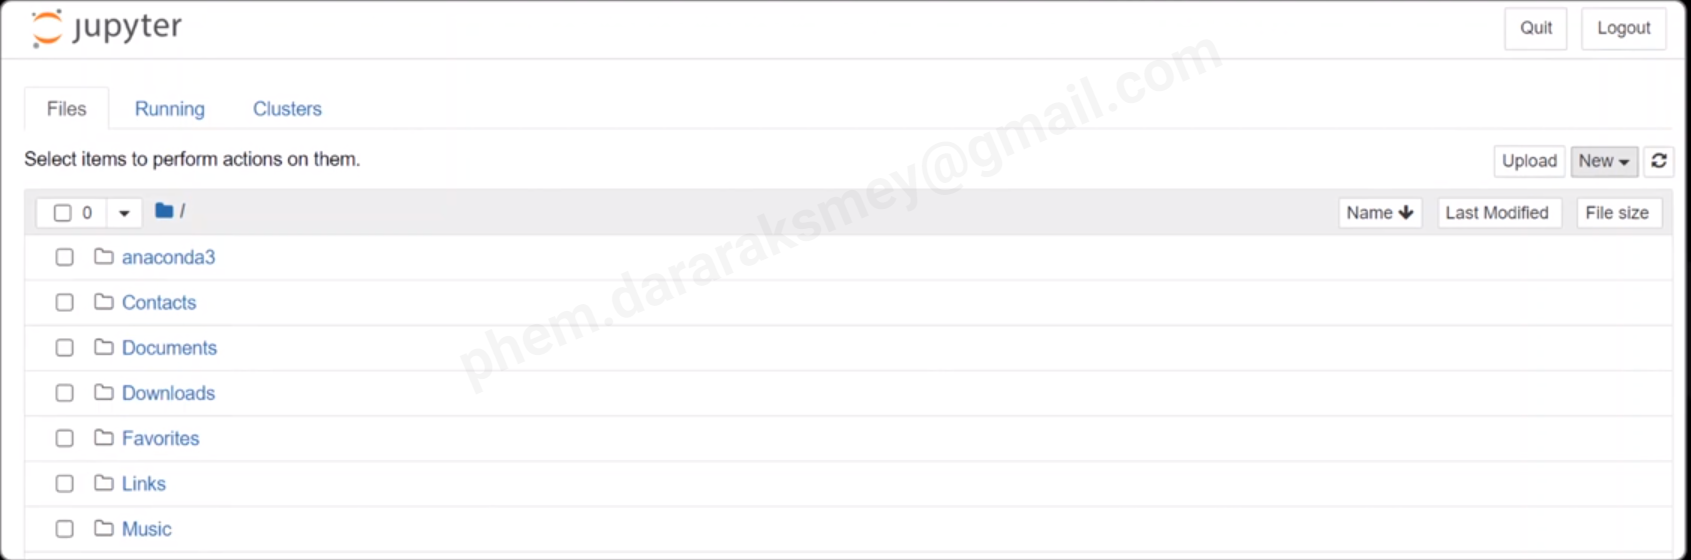 jupyter Quit Logout
Files Running Clusters
Select items to perform actions on them. Upload New
0 / Name Last Modified File size
anaconda3
Contacts
Documents
Downloads
Favorites
Links
Music
phem.dararaksmey@gmail.com